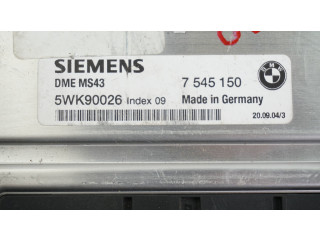 SIEMENS
DME MS43
7 545 150
5WK90026 Index 09
Made in Germany
20.09.04/3